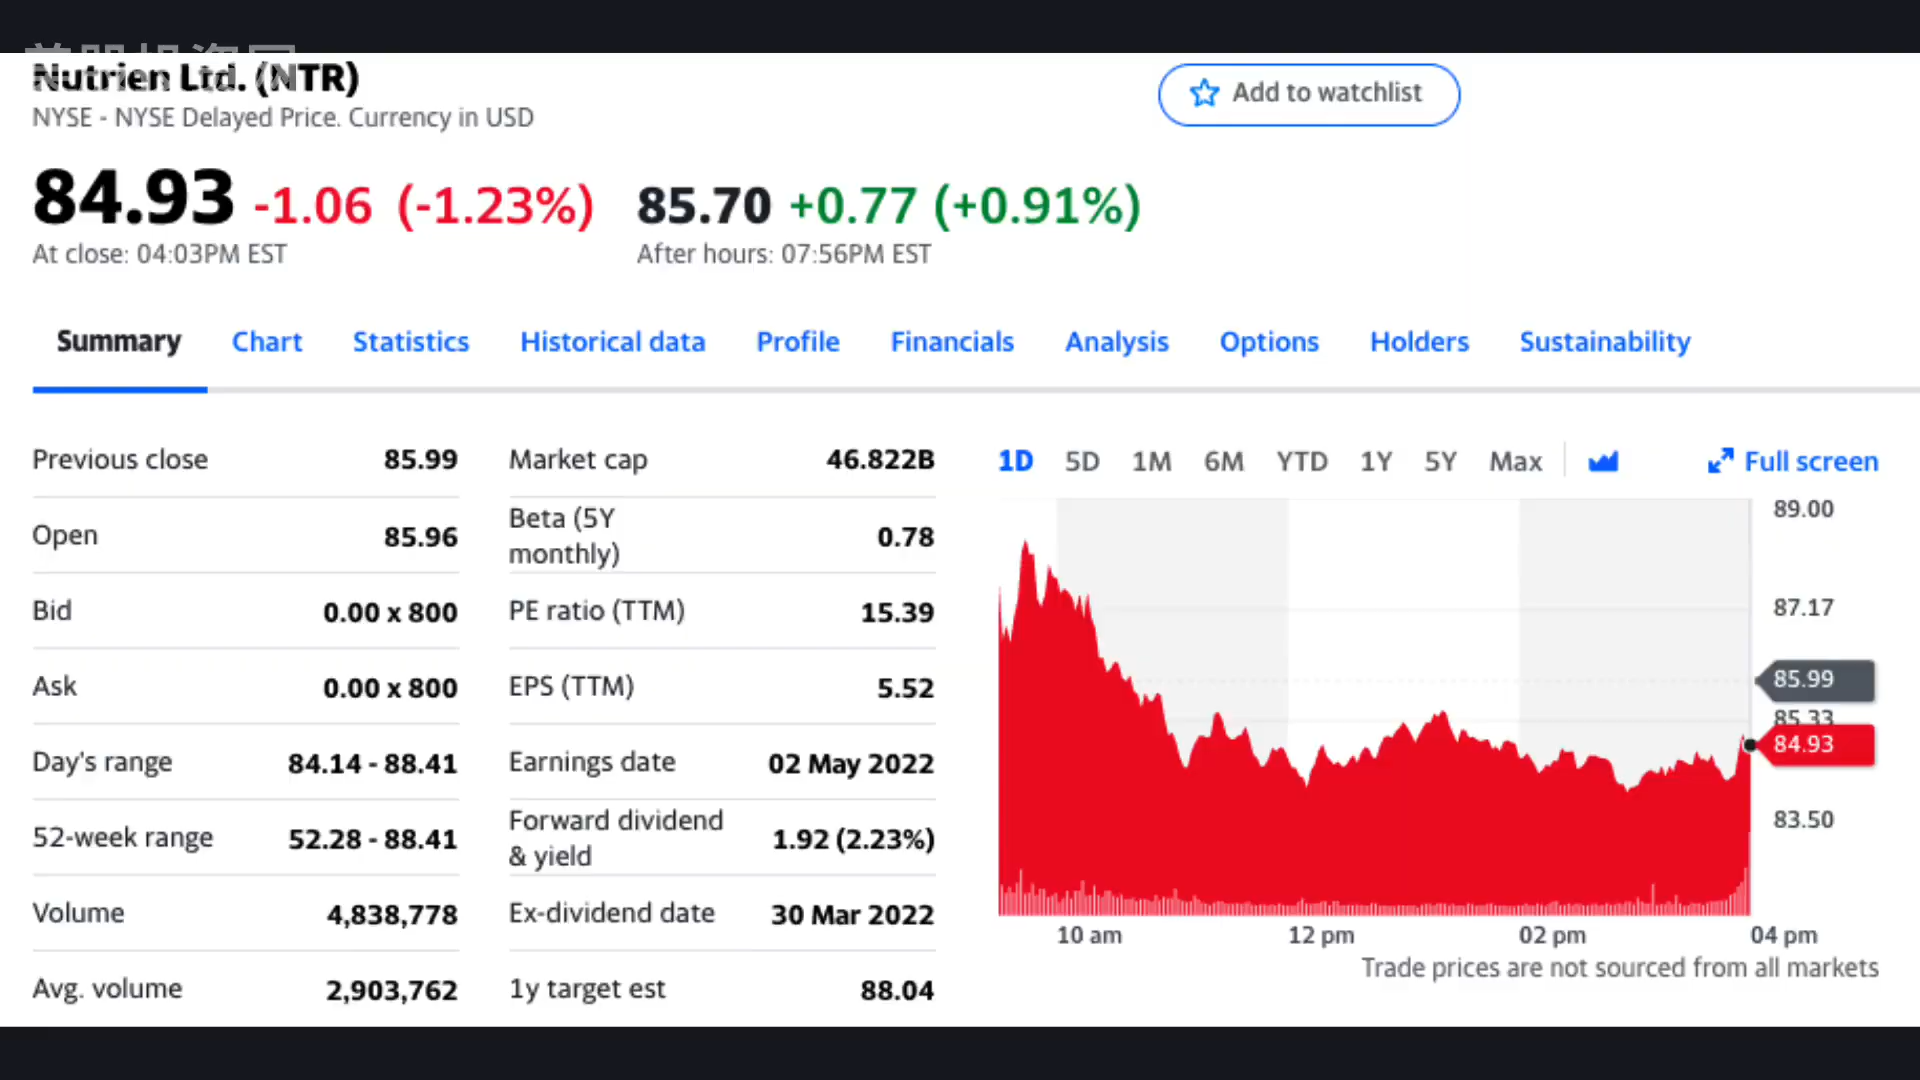 美股投资网
Nutrien Ltd. (NTR)
NYSE - NYSE Delayed Price. Currency in USD
Add to watchlist
84.93 -1.06 (-1.23%) 85.70 +0.77 (+0.91%)
At close: 04:03PM EST After hours: 07:56PM EST
Summary Chart Statistics Historical data Profile Financials Analysis Options Holders Sustainability
Previous close 85.99
Open 85.96
Bid 0.00 x 800
Ask 0.00 x 800
Day's range 84.14 - 88.41
52-week range 52.28 - 88.41
Volume 4,838,778
Avg. volume 2,903,762
Market cap 46.822B
Beta (5Y
monthly) 0.78
PE ratio (TTM) 15.39
EPS (TTM) 5.52
Earnings date 02 May 2022
Forward dividend
& yield 1.92 (2.23%)
Ex-dividend date 30 Mar 2022
1y target est 88.04
1D 5D 1M 6M YTD 1Y 5Y Max Full screen
89.00
87.17
85.99
85.33
84.93
83.50
10 am 12 pm 02 pm 04 pm
Trade prices are not sourced from all markets